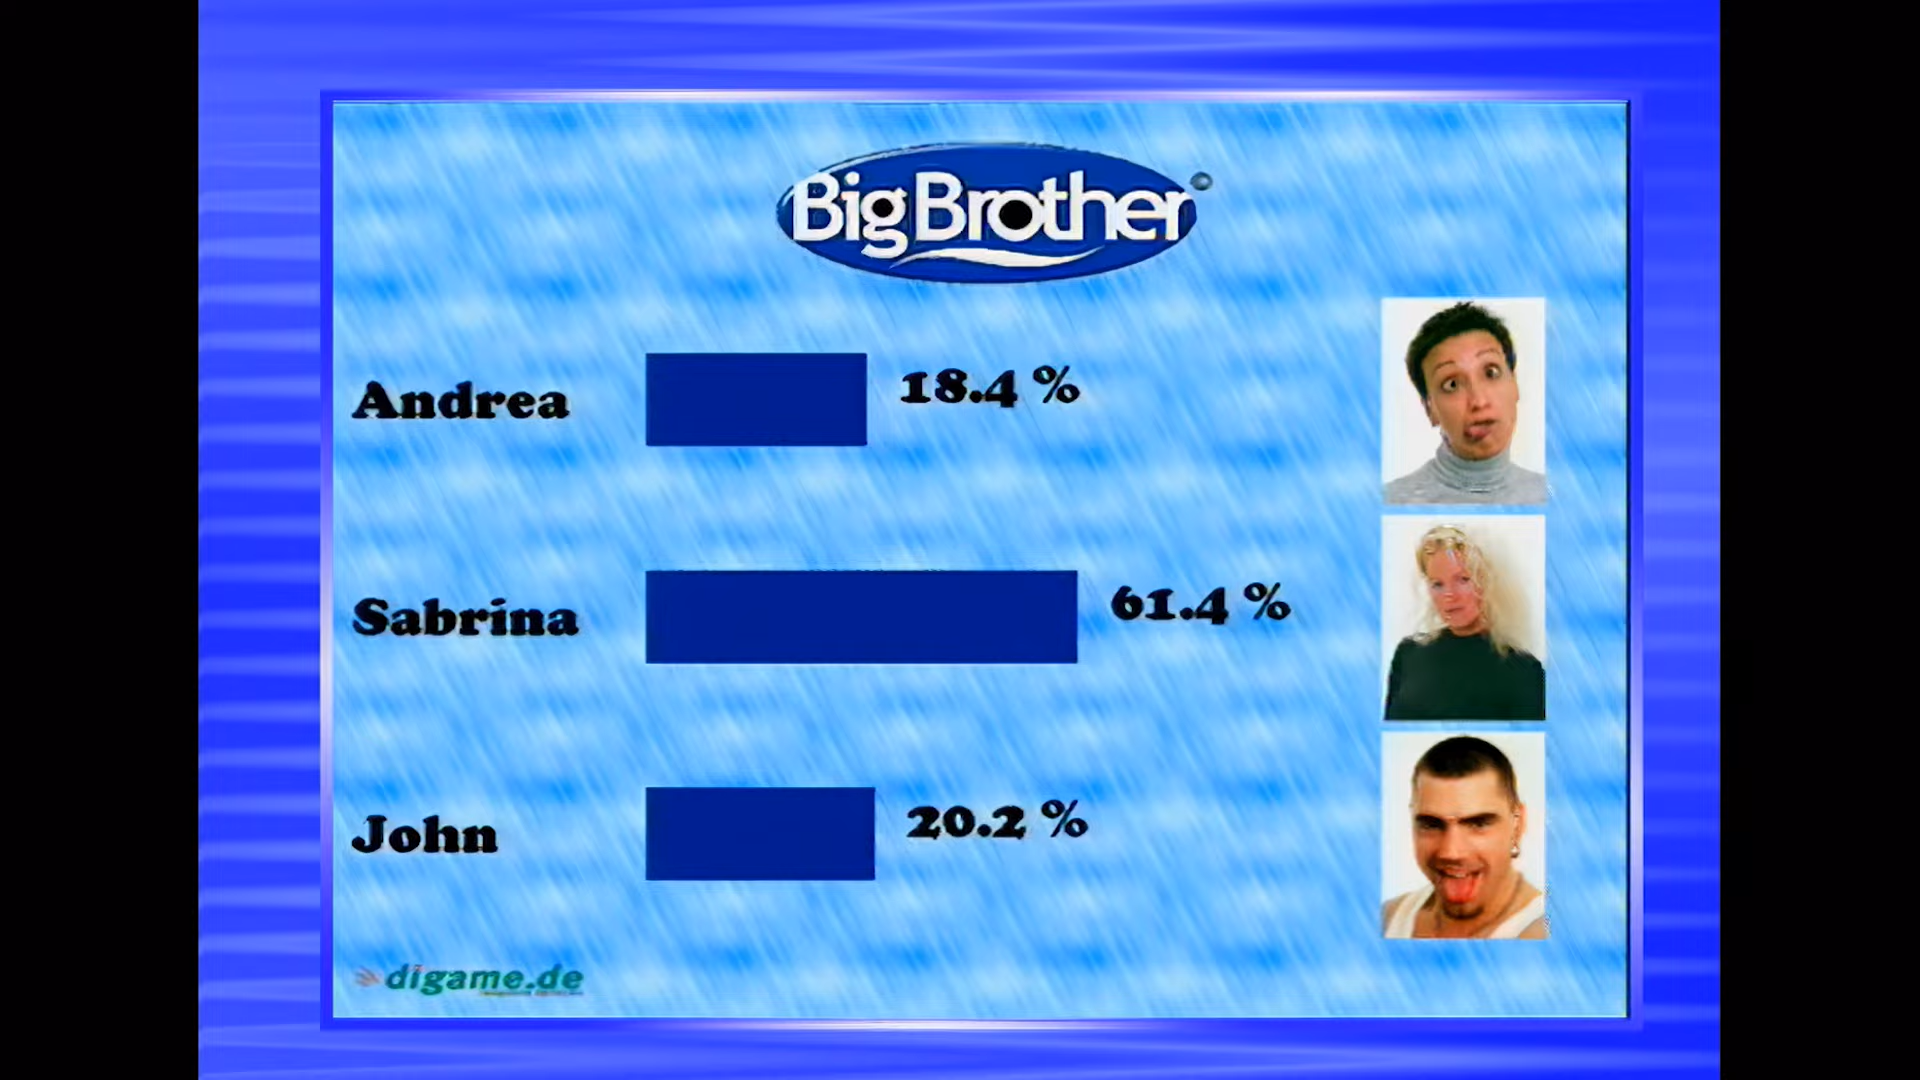 Big Brother
Andrea 18.4 %
Sabrina 61.4 %
John 20.2 %
digame.de